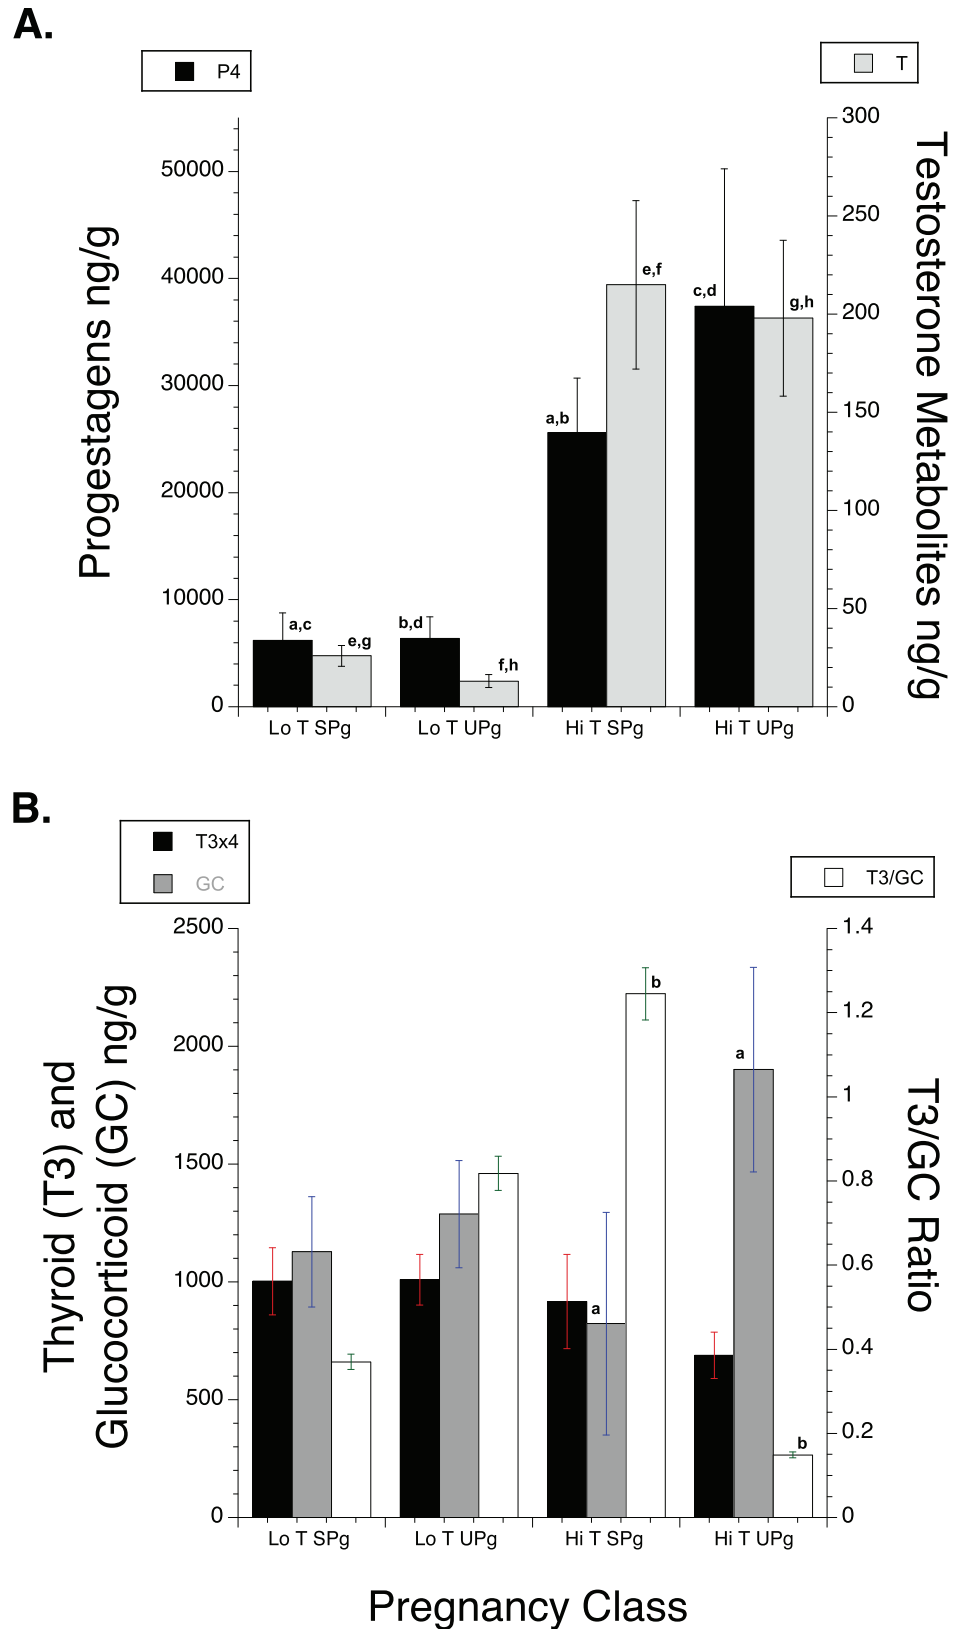 A.
P4
T
Progestagens ng/g
50000
40000
30000
20000
10000
0
300
250
200
150
100
50
0
Testosterone Metabolites ng/g
a,c
e,g
b,d
f,h
a,b
e,f
c,d
g,h
Lo T SPg
Lo T UPg
Hi T SPg
Hi T UPg
B.
T3x4
GC
T3/GC
Thyroid (T3) and
Glucocorticoid (GC) ng/g
2500
2000
1500
1000
500
0
1.4
1.2
1
0.8
0.6
0.4
0.2
0
T3/GC Ratio
a
b
a
b
Lo T SPg
Lo T UPg
Hi T SPg
Hi T UPg
Pregnancy Class